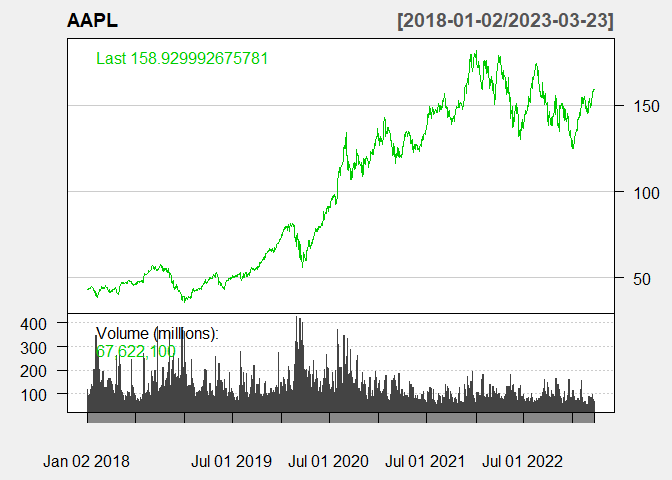 AAPL [2018-01-02/2023-03-23]
Last 158.929992675781
150
100
50
Volume (millions):
67,622,100
400
300
200
100
Jan 02 2018 Jul 01 2019 Jul 01 2020 Jul 01 2021 Jul 01 2022